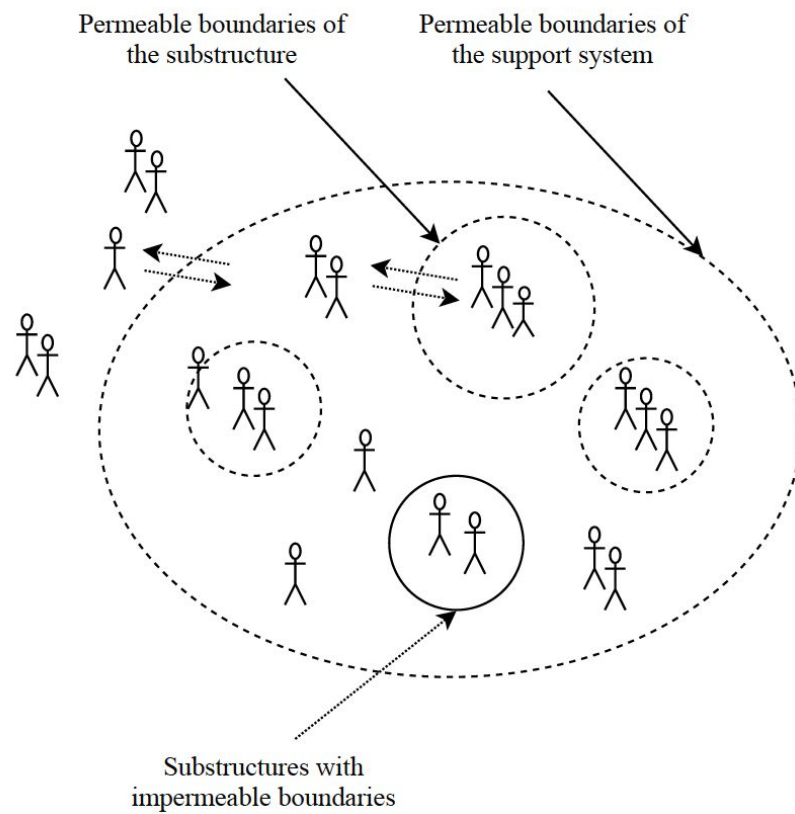 Permeable boundaries of
the substructure
Permeable boundaries of
the support system
Substructures with
impermeable boundaries